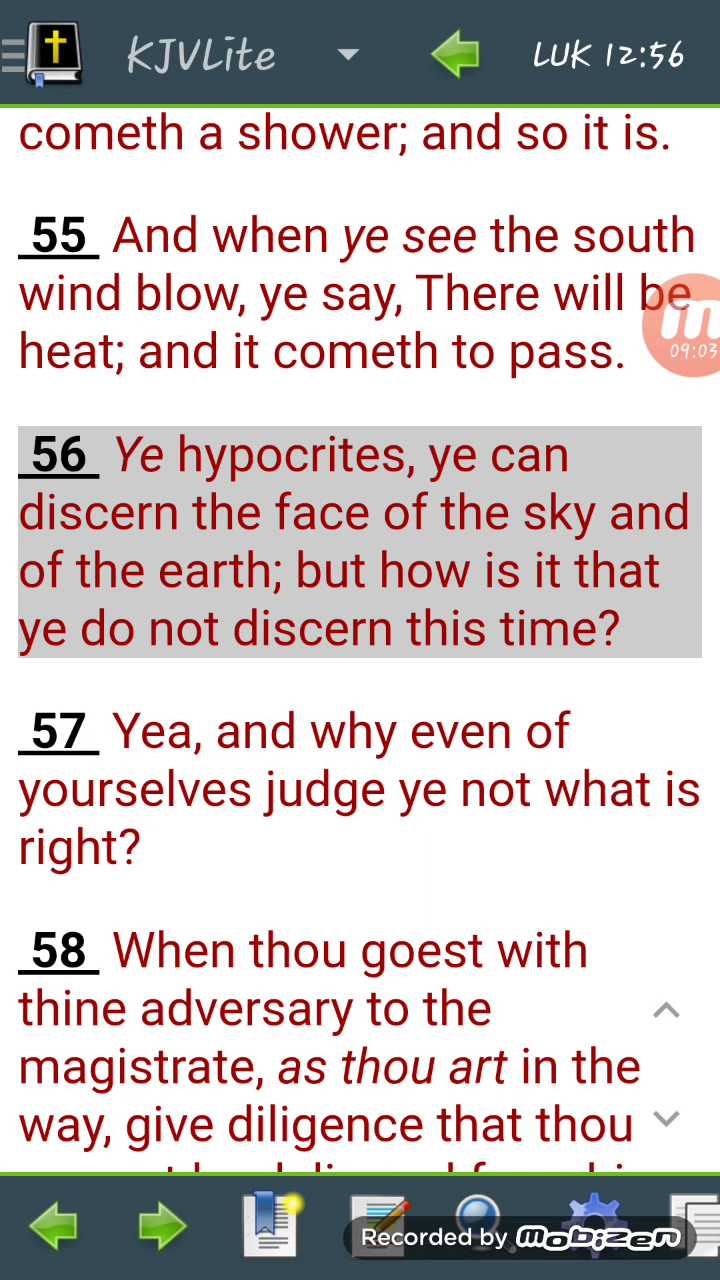 KJVLite
LUK 12:56
cometh a shower; and so it is.
55 And when ye see the south
wind blow, ye say, There will be
heat; and it cometh to pass.
09:03
56 Ye hypocrites, ye can
discern the face of the sky and
of the earth; but how is it that
ye do not discern this time?
57 Yea, and why even of
yourselves judge ye not what is
right?
58 When thou goest with
thine adversary to the
magistrate, as thou art in the
way, give diligence that thou
Recorded by mobizen